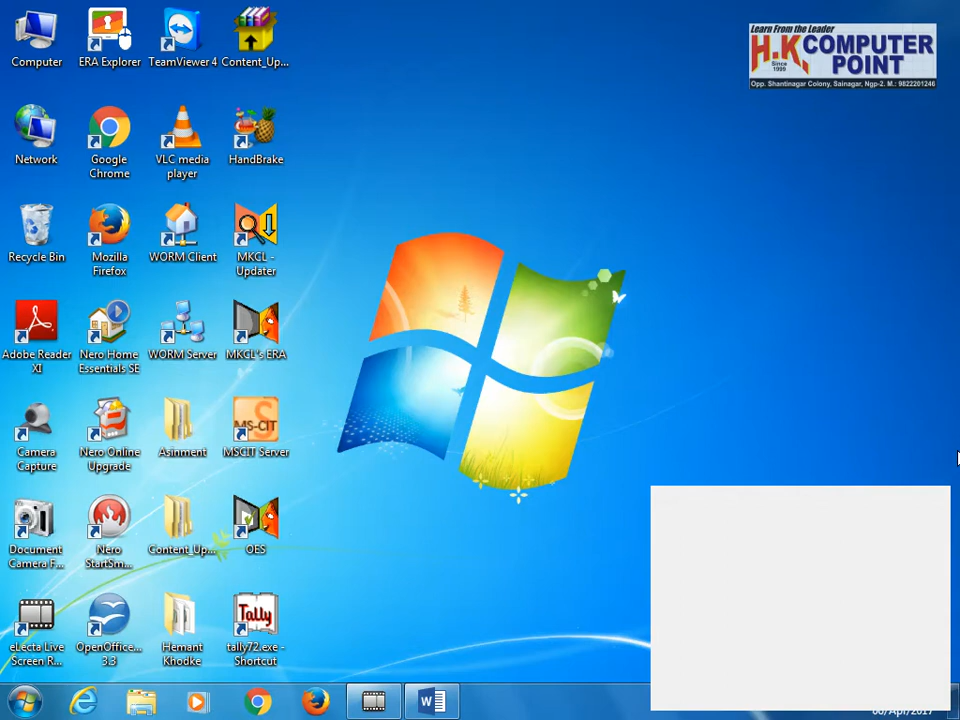 Computer
ERA Explorer
TeamViewer 4
Content_Up...
Learn From the Leader
H.K. COMPUTER POINT
Since 1999
Opp. Shantinagar Colony, Sainagar, Ngp-2. M.: 9822201246
Network
Google
Chrome
VLC media
player
HandBrake
Recycle Bin
Mozilla
Firefox
WORM Client
MKCL -
Updater
Adobe Reader
XI
Nero Home
Essentials SE
WORM Server
MKCL's ERA
Camera
Capture
Nero Online
Upgrade
Asinment
MS-CIT
MSCIT Server
Document
Camera F...
Nero
StartSm...
Content_Up...
OES
eLecta Live
Screen R...
OpenOffice...
3.3
Hemant
Khodke
Tally
tally72.exe -
Shortcut
W